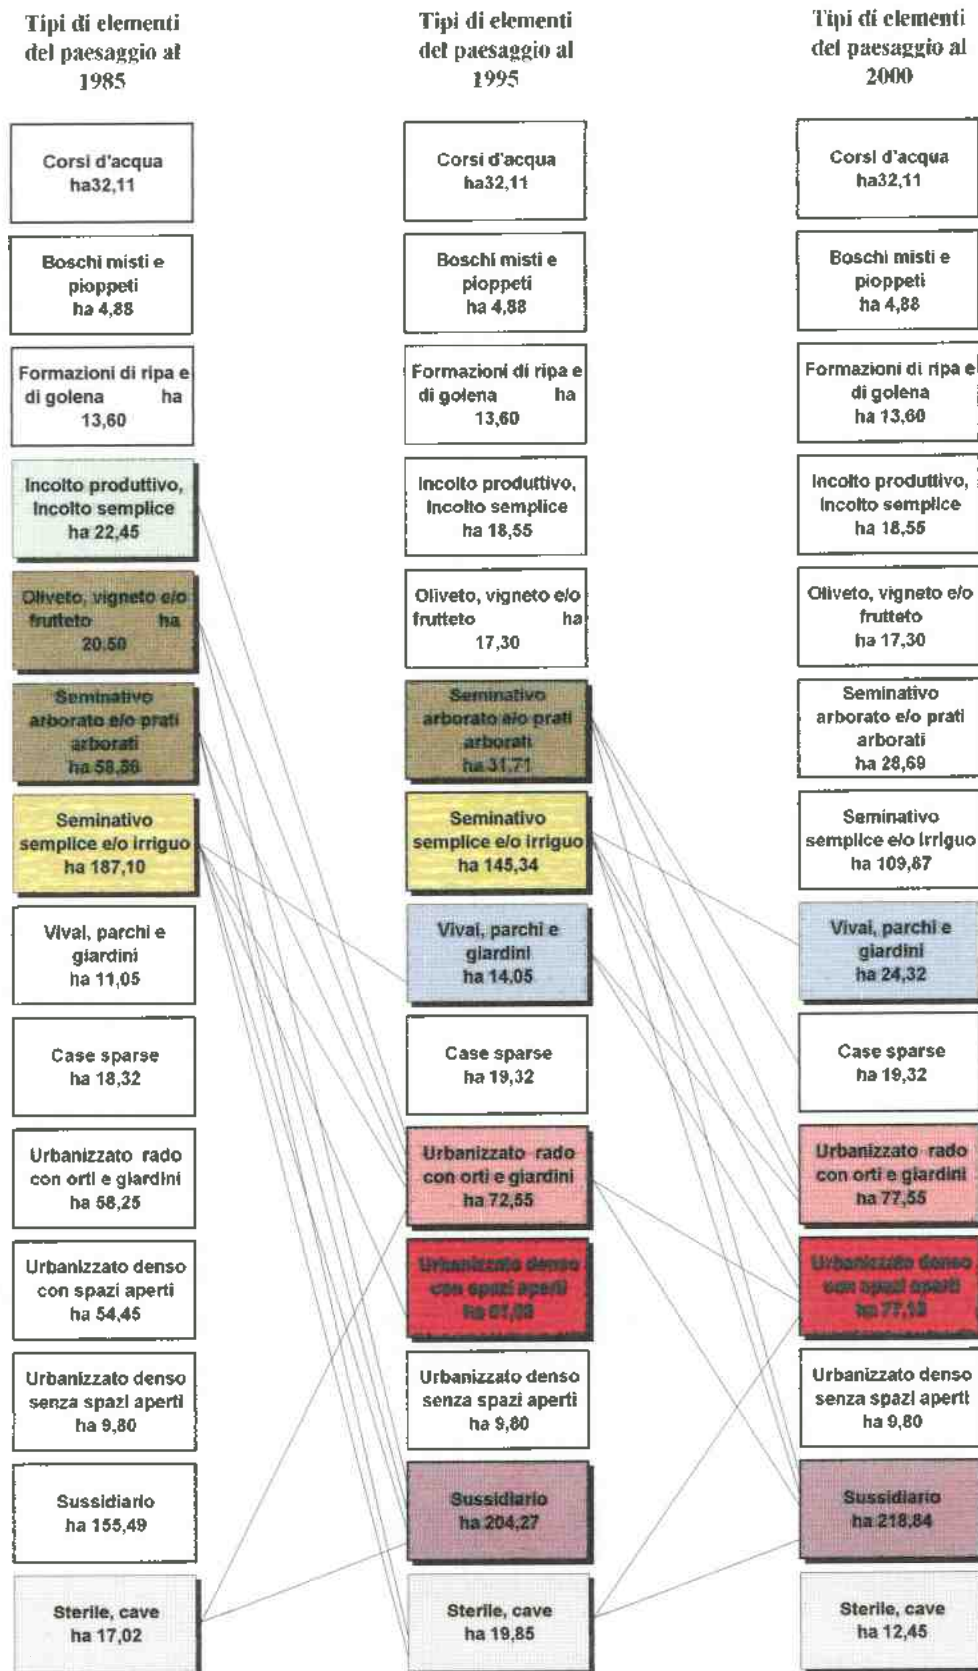 Tipi di elementi
del paesaggio al
1985
Corsi d'acqua
ha32,11
Boschi misti e
pioppeti
ha 4,88
Formazioni di ripa e
di golena ha
13,60
Incolto produttivo,
Incolto semplice
ha 22,45
Oliveto, vigneto e/o
frutteto ha
20,50
Seminativo
arborato e/o prati
arborati
ha
Seminativo
semplice e/o irriguo
ha 187,10
Vivai, parchi e
giardini
ha 11,05
Case sparse
ha 18,32
Urbanizzato rado
con orti e giardini
ha 58,25
Urbanizzato denso
con spazi aperti
ha 54,45
Urbanizzato denso
senza spazi aperti
ha 9,80
Sussidiario
ha 155,49
Sterile, cave
ha 17,02
Tipi di elementi
del paesaggio al
1995
Corsi d'acqua
ha32,11
Boschi misti e
pioppeti
ha 4,88
Formazioni di ripa e
di golena ha
13,60
Incolto produttivo,
Incolto semplice
ha 18,55
Oliveto, vigneto e/o
frutteto ha
17,30
Seminativo
arborato e/o prati
arborati
ha 31,71
Seminativo
semplice e/o irriguo
ha 145,34
Vivai, parchi e
giardini
ha 14,05
Case sparse
ha 19,32
Urbanizzato rado
con orti e giardini
ha 72,55
Urbanizzato denso
con spazi aperti
ha
Urbanizzato denso
senza spazi aperti
ha 9,80
Sussidiario
ha 204,27
Sterile, cave
ha 19,85
Tipi di elementi
del paesaggio al
2000
Corsi d'acqua
ha32,11
Boschi misti e
pioppeti
ha 4,88
Formazioni di ripa e
di golena
ha 13,60
Incolto produttivo,
Incolto semplice
ha 18,55
Oliveto, vigneto e/o
frutteto
ha 17,30
Seminativo
arborato e/o prati
arborati
ha 28,69
Seminativo
semplice e/o irriguo
ha 109,87
Vivai, parchi e
giardini
ha 24,32
Case sparse
ha 19,32
Urbanizzato rado
con orti e giardini
ha 77,55
Urbanizzato denso
con spazi aperti
ha
Urbanizzato denso
senza spazi aperti
ha 9,80
Sussidiario
ha 218,84
Sterile, cave
ha 12,45